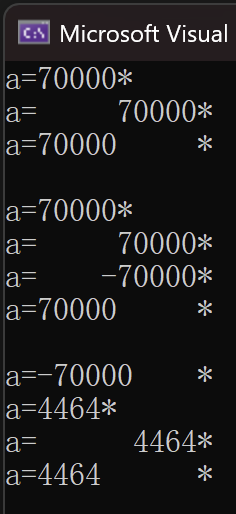 Microsoft Visual
a=70000*
a=     70000*
a=70000     *

a=70000*
a=     70000*
a=    -70000*
a=70000     *

a=-70000    *
a=4464*
a=      4464*
a=4464      *